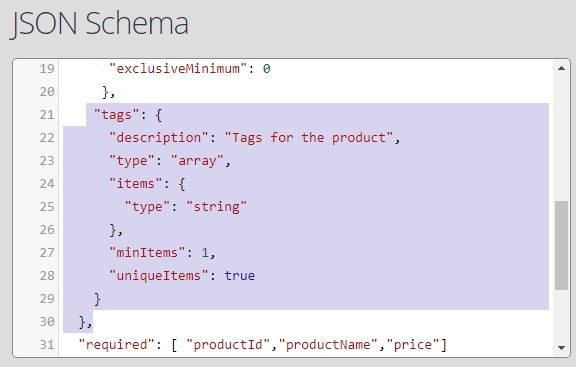 JSON Schema
19 "exclusiveMinimum": 0
20 },
21 "tags": {
22 "description": "Tags for the product",
23 "type": "array",
24 "items": {
25 "type": "string"
26 },
27 "minItems": 1,
28 "uniqueItems": true
29 }
30 },
31 "required": [ "productId","productName","price"]